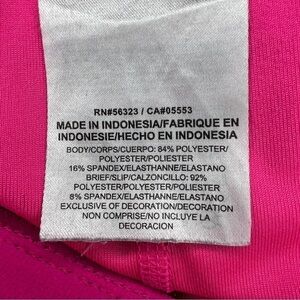 RN#56323 / CA#05553
MADE IN INDONESIA/FABRIQUE EN
INDONESIE/HECHO EN INDONESIA
BODY/CORPS/CUERPO: 84% POLYESTER/
POLYESTER/POLIESTER
16% SPANDEX/ELASTHANNE/ELASTANO
BRIEF/SLIP/CALZONCILLO: 92%
POLYESTER/POLYESTER/POLIESTER
8% SPANDEX/ELASTHANNE/ELASTANO
EXCLUSIVE OF DECORATION/DECORATION
NON COMPRISE/NO INCLUYE LA
DECORACION